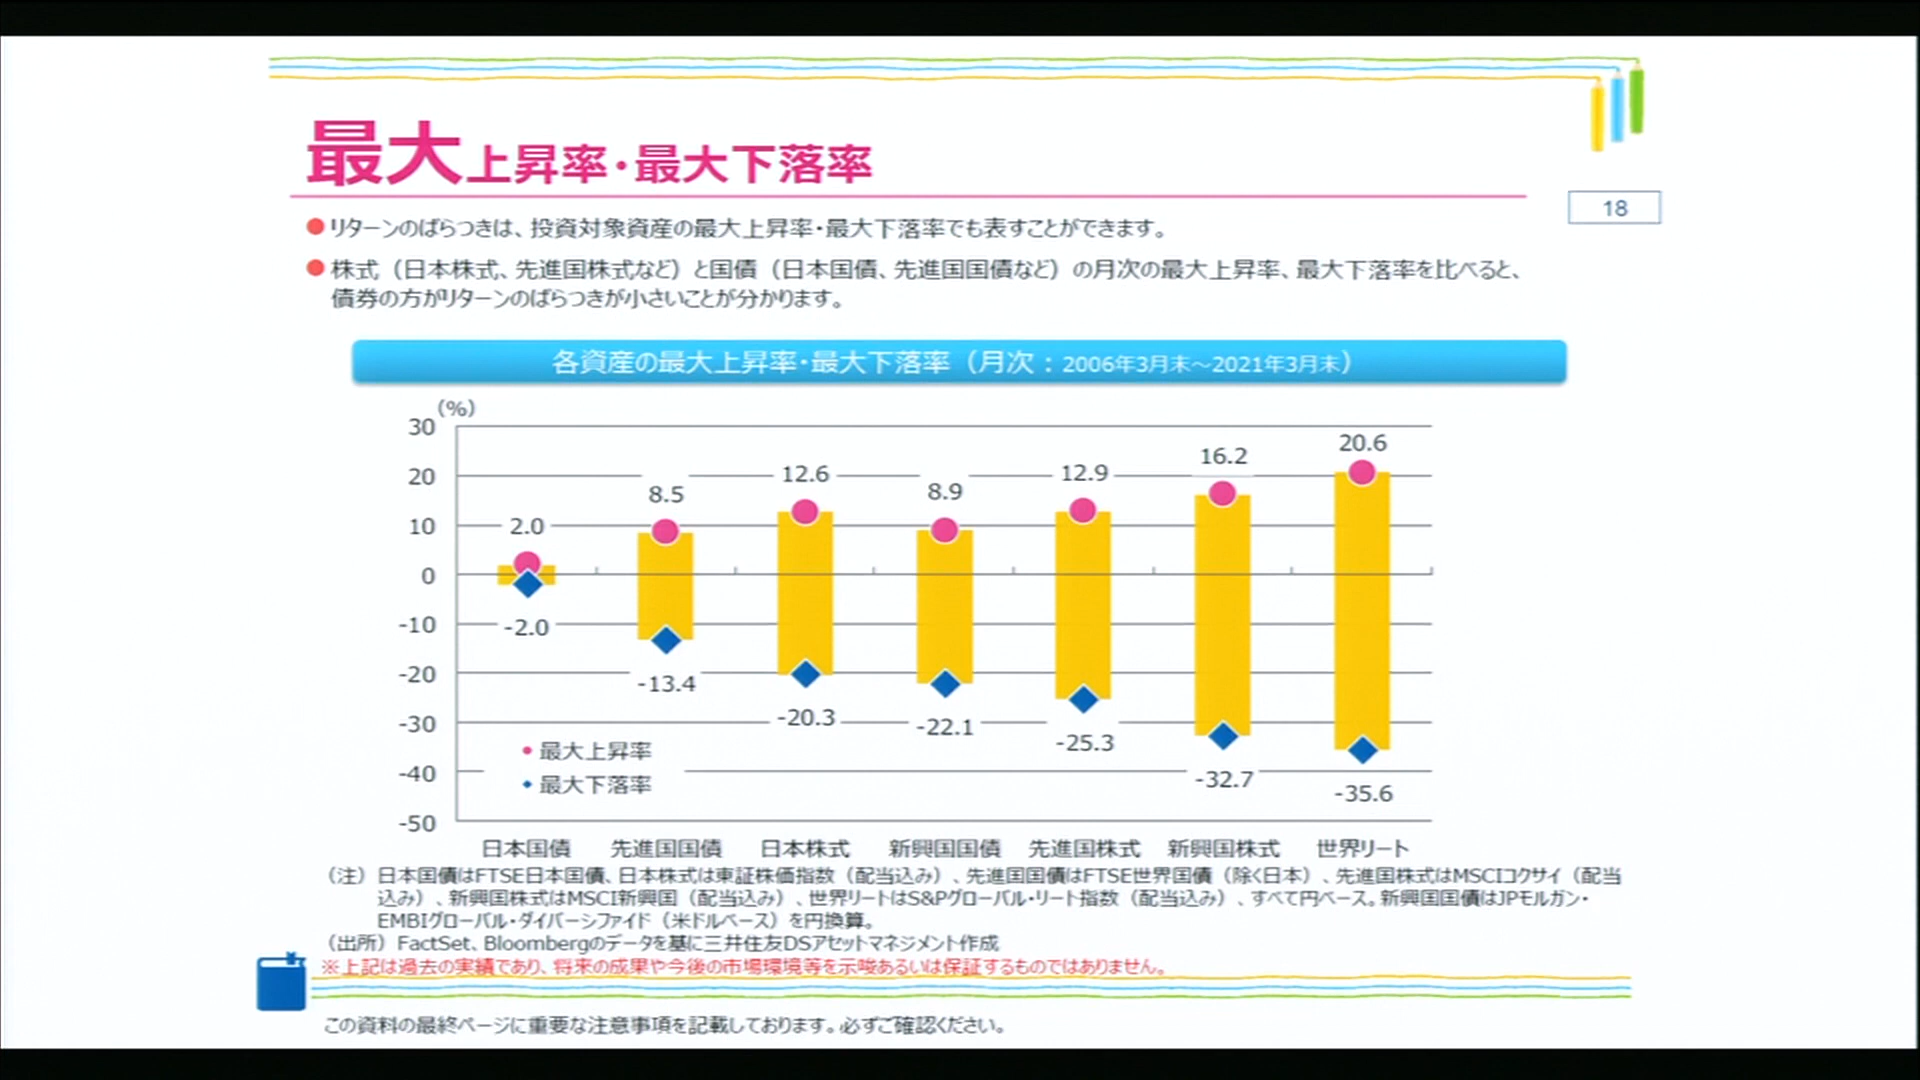 最大上昇率・最大下落率
18
●リターンのばらつきは、投資対象資産の最大上昇率・最大下落率でも表すことができます。
●株式（日本株式、先進国株式など）と国債（日本国債、先進国国債など）の月次の最大上昇率、最大下落率を比べると、
債券の方がリターンのばらつきが小さいことが分かります。
各資産の最大上昇率・最大下落率（月次：2006年3月末～2021年3月末）
（%）
30
20
10
0
-10
-20
-30
-40
-50
2.0
8.5
12.6
8.9
12.9
16.2
20.6
-2.0
-13.4
-20.3
-22.1
-25.3
-32.7
-35.6
最大上昇率
最大下落率
日本国債 先進国国債 日本株式 新興国国債 先進国株式 新興国株式 世界リート
（注）日本国債はFTSE日本国債、日本株式は東証株価指数（配当込み）、先進国国債はFTSE世界国債（除く日本）、先進国株式はMSCIコクサイ（配当
込み）、新興国株式はMSCI新興国（配当込み）、世界リートはS&Pグローバル・リート指数（配当込み）、すべて円ベース。新興国国債はJPモルガン・
EMBIグローバル・ダイバーシファイド（米ドルベース）を円換算。
（出所）FactSet、Bloombergのデータを基に三井住友DSアセットマネジメント作成
※上記は過去の実績であり、将来の成果や今後の市場環境等を示唆あるいは保証するものではありません。
この資料の最終ページに重要な注意事項を記載しております。必ずご確認ください。